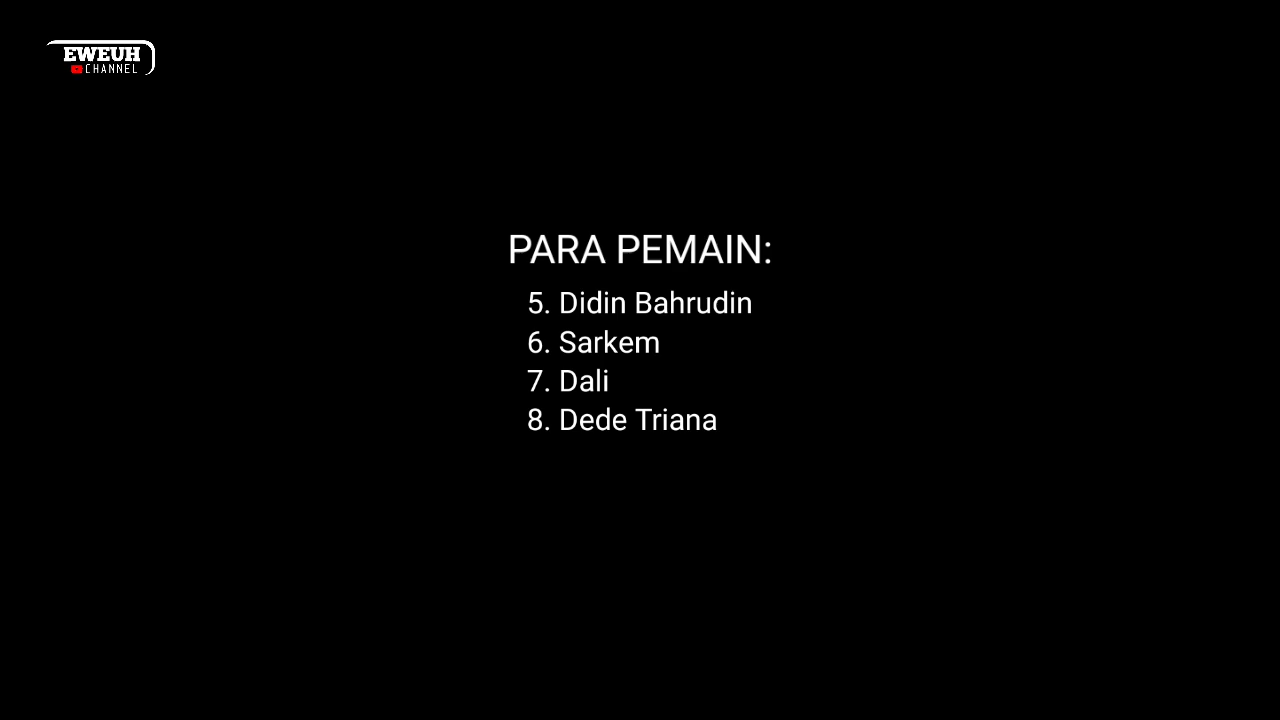 EWEUH
CHANNEL
PARA PEMAIN:
5. Didin Bahrudin
6. Sarkem
7. Dali
8. Dede Triana